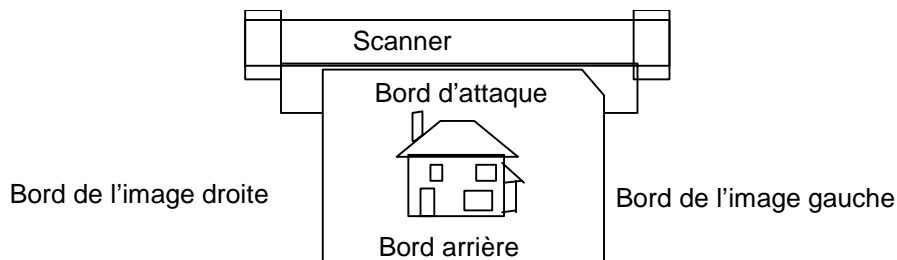 Scanner
Bord d'attaque
Bord de l'image droite
Bord de l'image gauche
Bord arrière